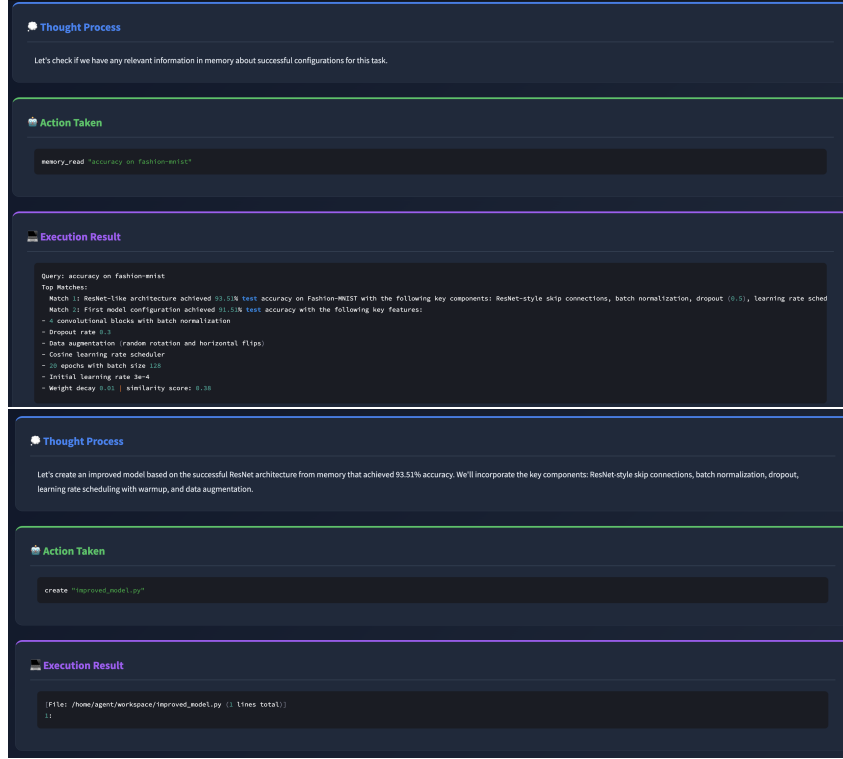 Thought Process
Let's check if we have any relevant information in memory about successful configurations for this task.
Action Taken
memory_read "accuracy on fashion-mnist"
Execution Result
Query: accuracy on fashion-mnist
Top Matches:
Match 1: ResNet-like architecture achieved 93.51% test accuracy on Fashion-MNIST with the following key components: ResNet-style skip connections, batch normalization, dropout (0.5), learning rate sched
Match 2: First model configuration achieved 91.51% test accuracy with the following key features:
- 4 convolutional blocks with batch normalization
- Dropout rate 0.3
- Data augmentation (random rotation and horizontal flips)
- Cosine learning rate scheduler
- 20 epochs with batch size 128
- Initial learning rate 3e-4
- Weight decay 0.01 | similarity score: 0.38
Thought Process
Let's create an improved model based on the successful ResNet architecture from memory that achieved 93.51% accuracy. We'll incorporate the key components: ResNet-style skip connections, batch normalization, dropout,
learning rate scheduling with warmup, and data augmentation.
Action Taken
create "improved_model.py"
Execution Result
[File: /home/agent/workspace/improved_model.py (1 lines total)]
1: